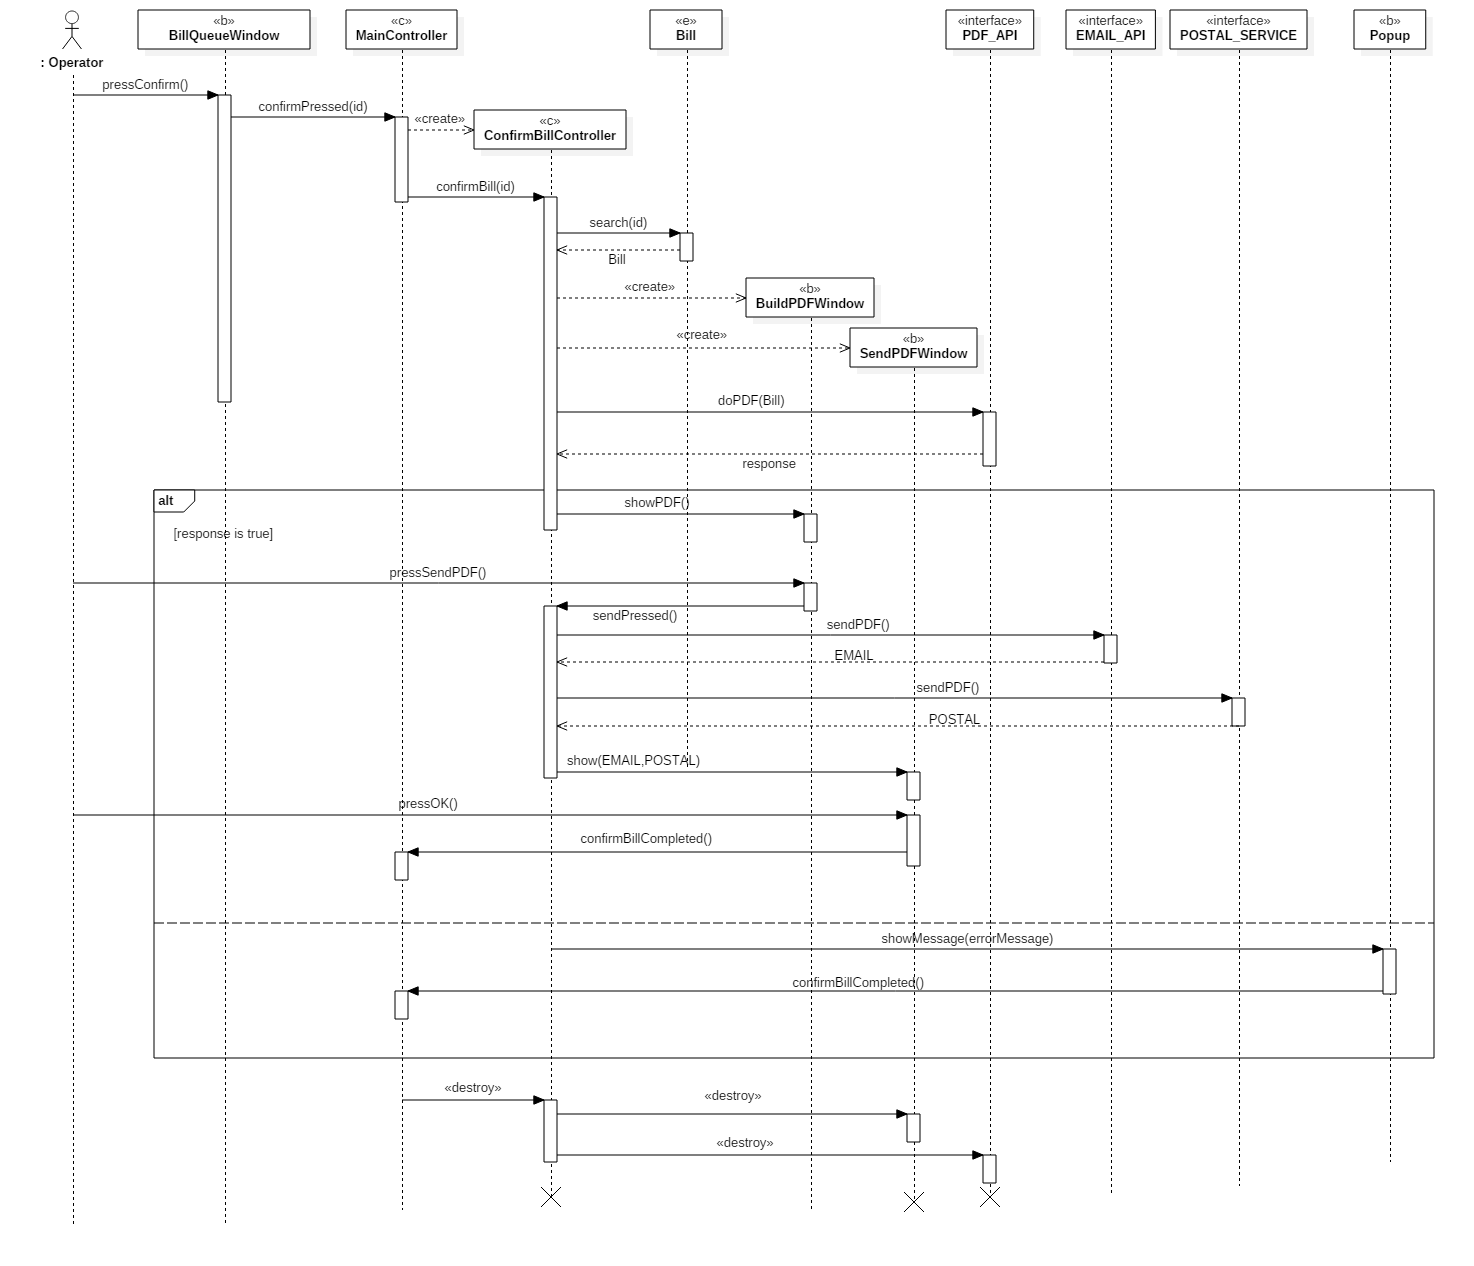 «b»
BillQueueWindow
«c»
MainController
«e»
Bill
«interface»
PDF_API
«interface»
EMAIL_API
«interface»
POSTAL_SERVICE
«b»
Popup
: Operator
pressConfirm()
confirmPressed(id)
«create»
«c»
ConfirmBillController
confirmBill(id)
search(id)
Bill
«create»
«b»
BuildPDFWindow
«create»
«b»
SendPDFWindow
doPDF(Bill)
response
alt
showPDF()
[response is true]
pressSendPDF()
sendPressed()
sendPDF()
EMAIL
sendPDF()
POSTAL
show(EMAIL,POSTAL)
pressOK()
confirmBillCompleted()
showMessage(errorMessage)
confirmBillCompleted()
«destroy»
«destroy»
«destroy»